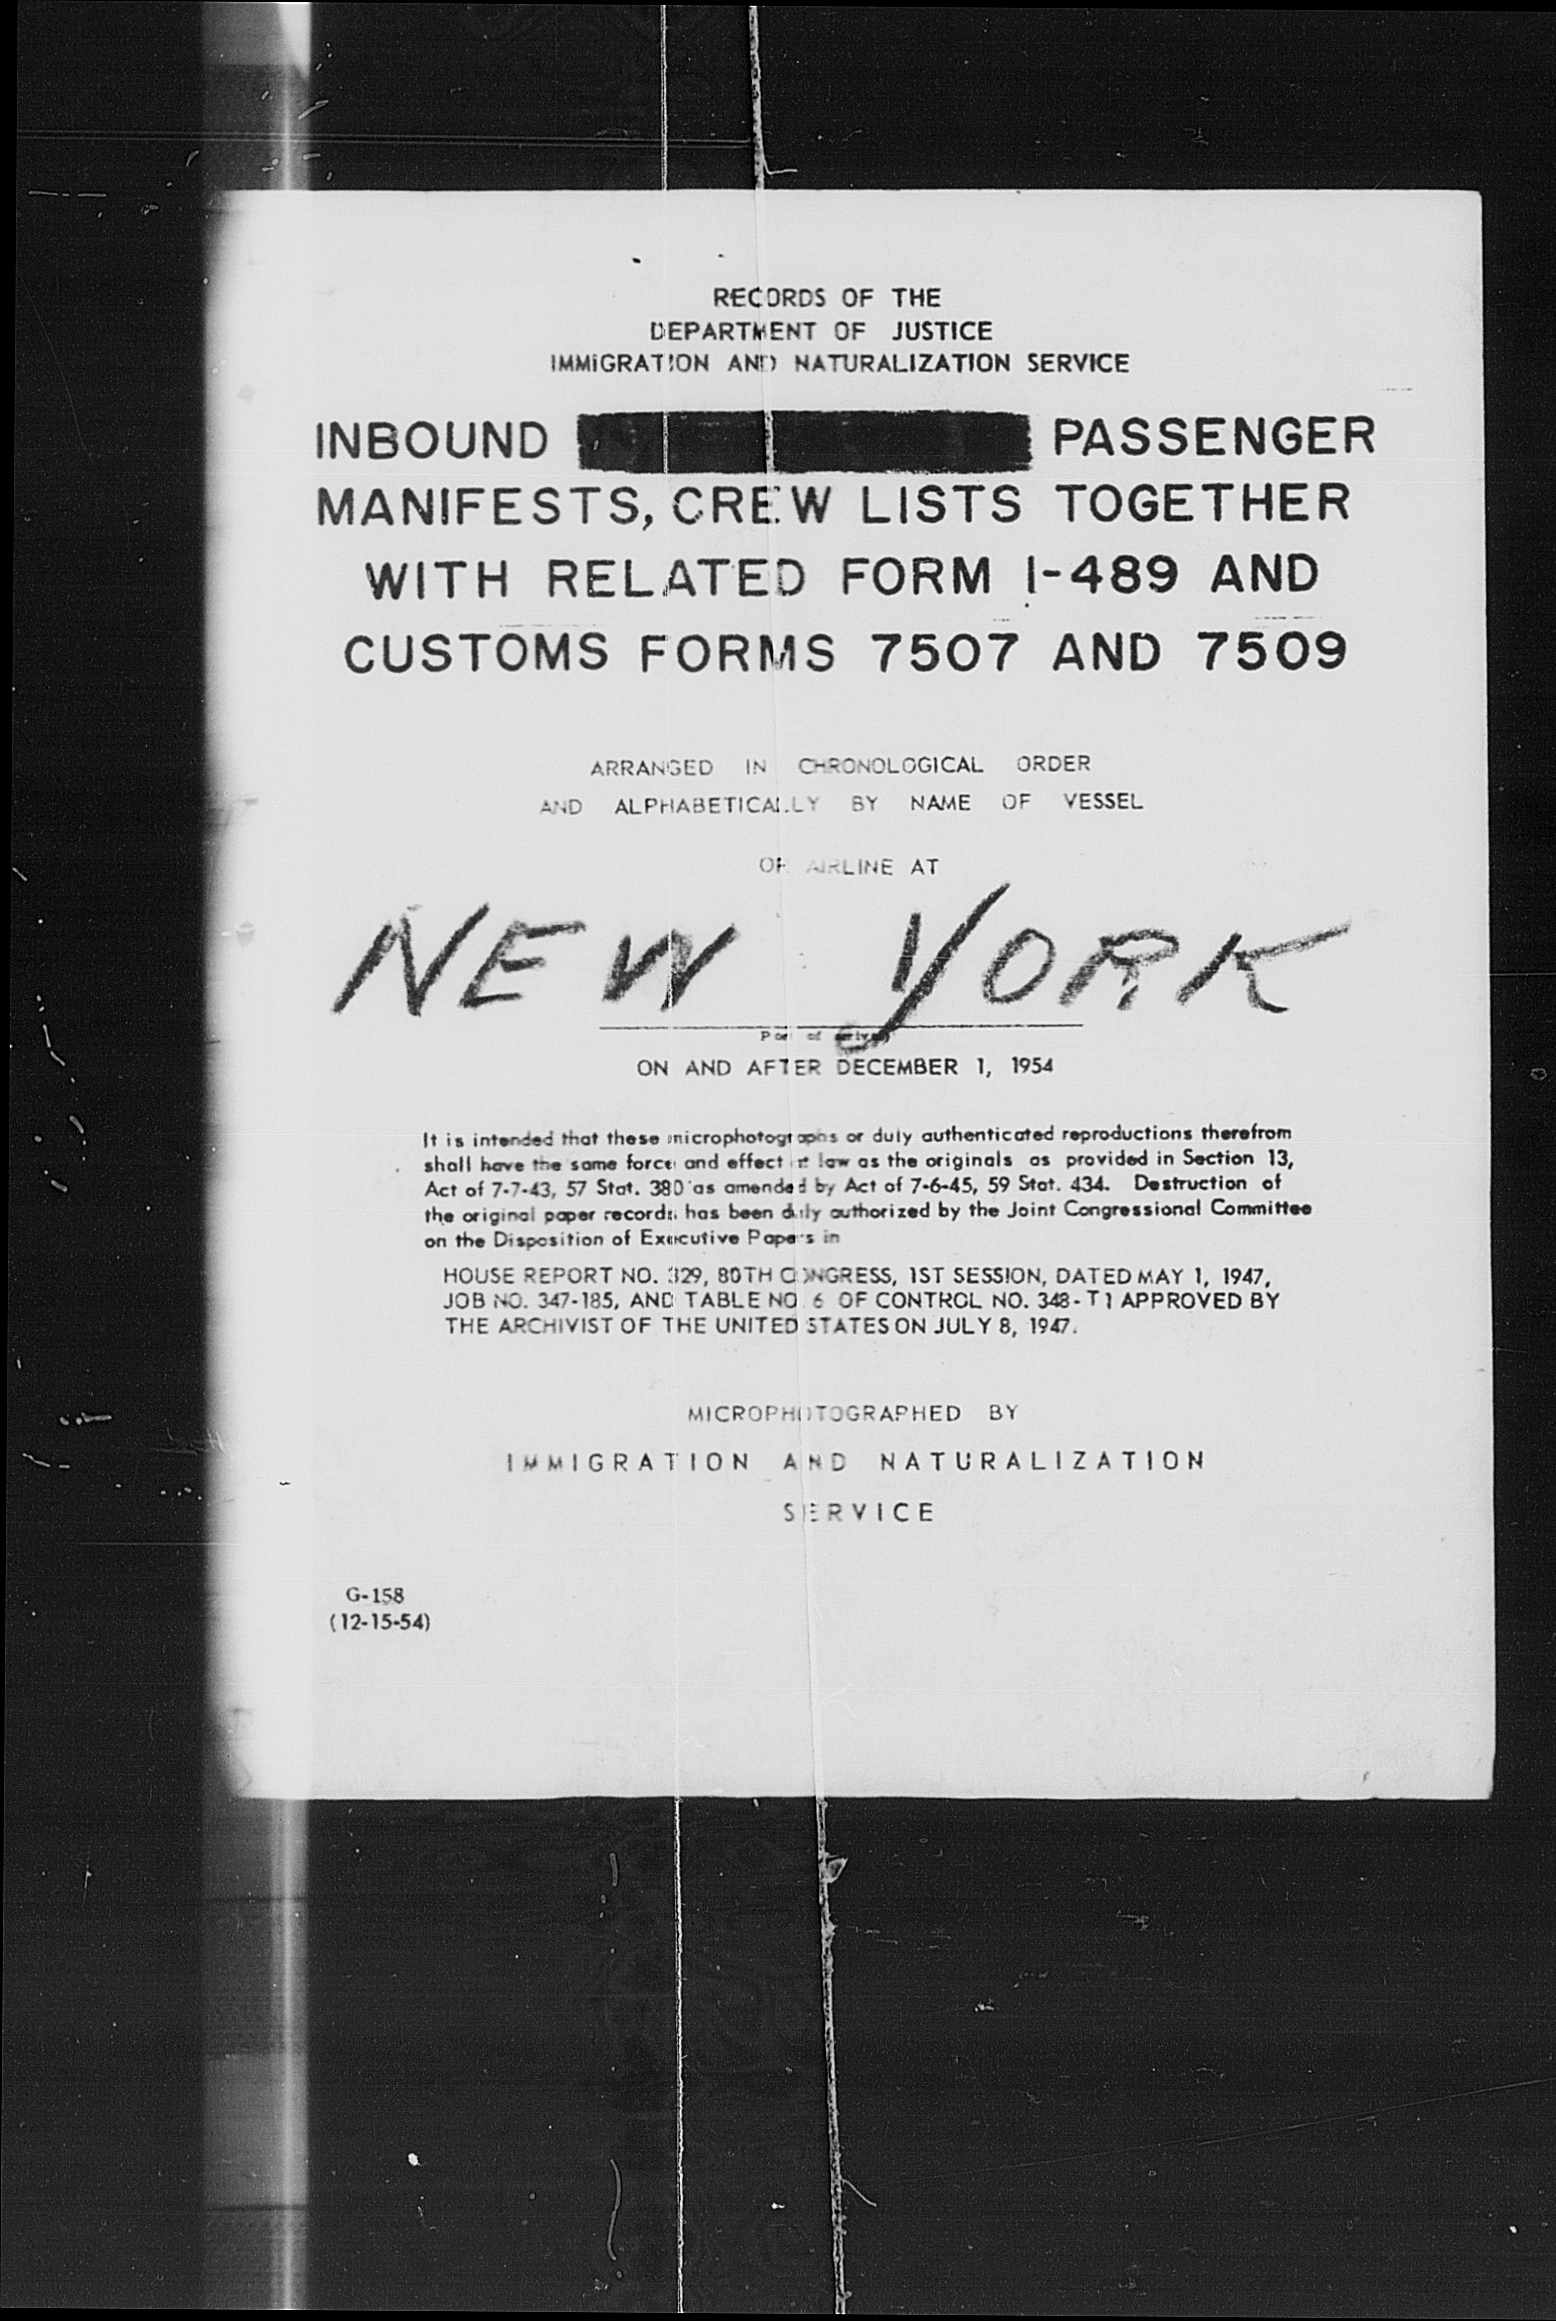 RECORDS OF THE
DEPARTMENT OF JUSTICE
IMMIGRATION AND NATURALIZATION SERVICE
INBOUND PASSENGER
MANIFESTS, CREW LISTS TOGETHER
WITH RELATED FORM I-489 AND
CUSTOMS FORMS 7507 AND 7509
ARRANGED IN CHRONOLOGICAL ORDER
AND ALPHABETICALLY BY NAME OF VESSEL
OR AIRLINE AT
NEW YORK
Port of
ON AND AFTER DECEMBER 1, 1954
It is intended that these microphotographs or duly authenticated reproductions therefrom
shall have the same force and effect at law as the originals as provided in Section 13,
Act of 7-7-43, 57 Stat. 380 as amended by Act of 7-6-45, 59 Stat. 434. Destruction of
the original paper records has been duly authorized by the Joint Congressional Committee
on the Disposition of Executive Papers in
HOUSE REPORT NO. 329, 80TH CONGRESS, 1ST SESSION, DATED MAY 1, 1947,
JOB NO. 347-185, AND TABLE NO. 6 OF CONTROL NO. 348-T1 APPROVED BY
THE ARCHIVIST OF THE UNITED STATES ON JULY 8, 1947.
MICROPHOTOGRAPHED BY
IMMIGRATION AND NATURALIZATION
SERVICE
G-158
(12-15-54)